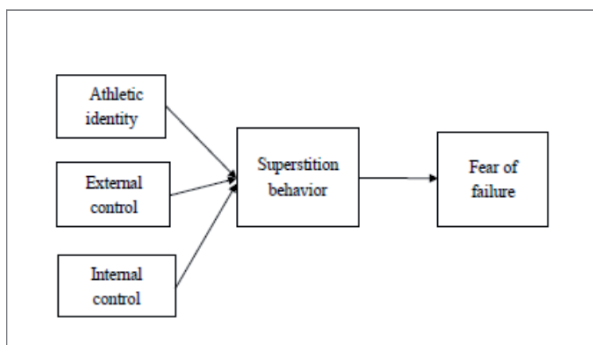 Athletic
identity
External
control
Internal
control
Superstition
behavior
Fear of
failure